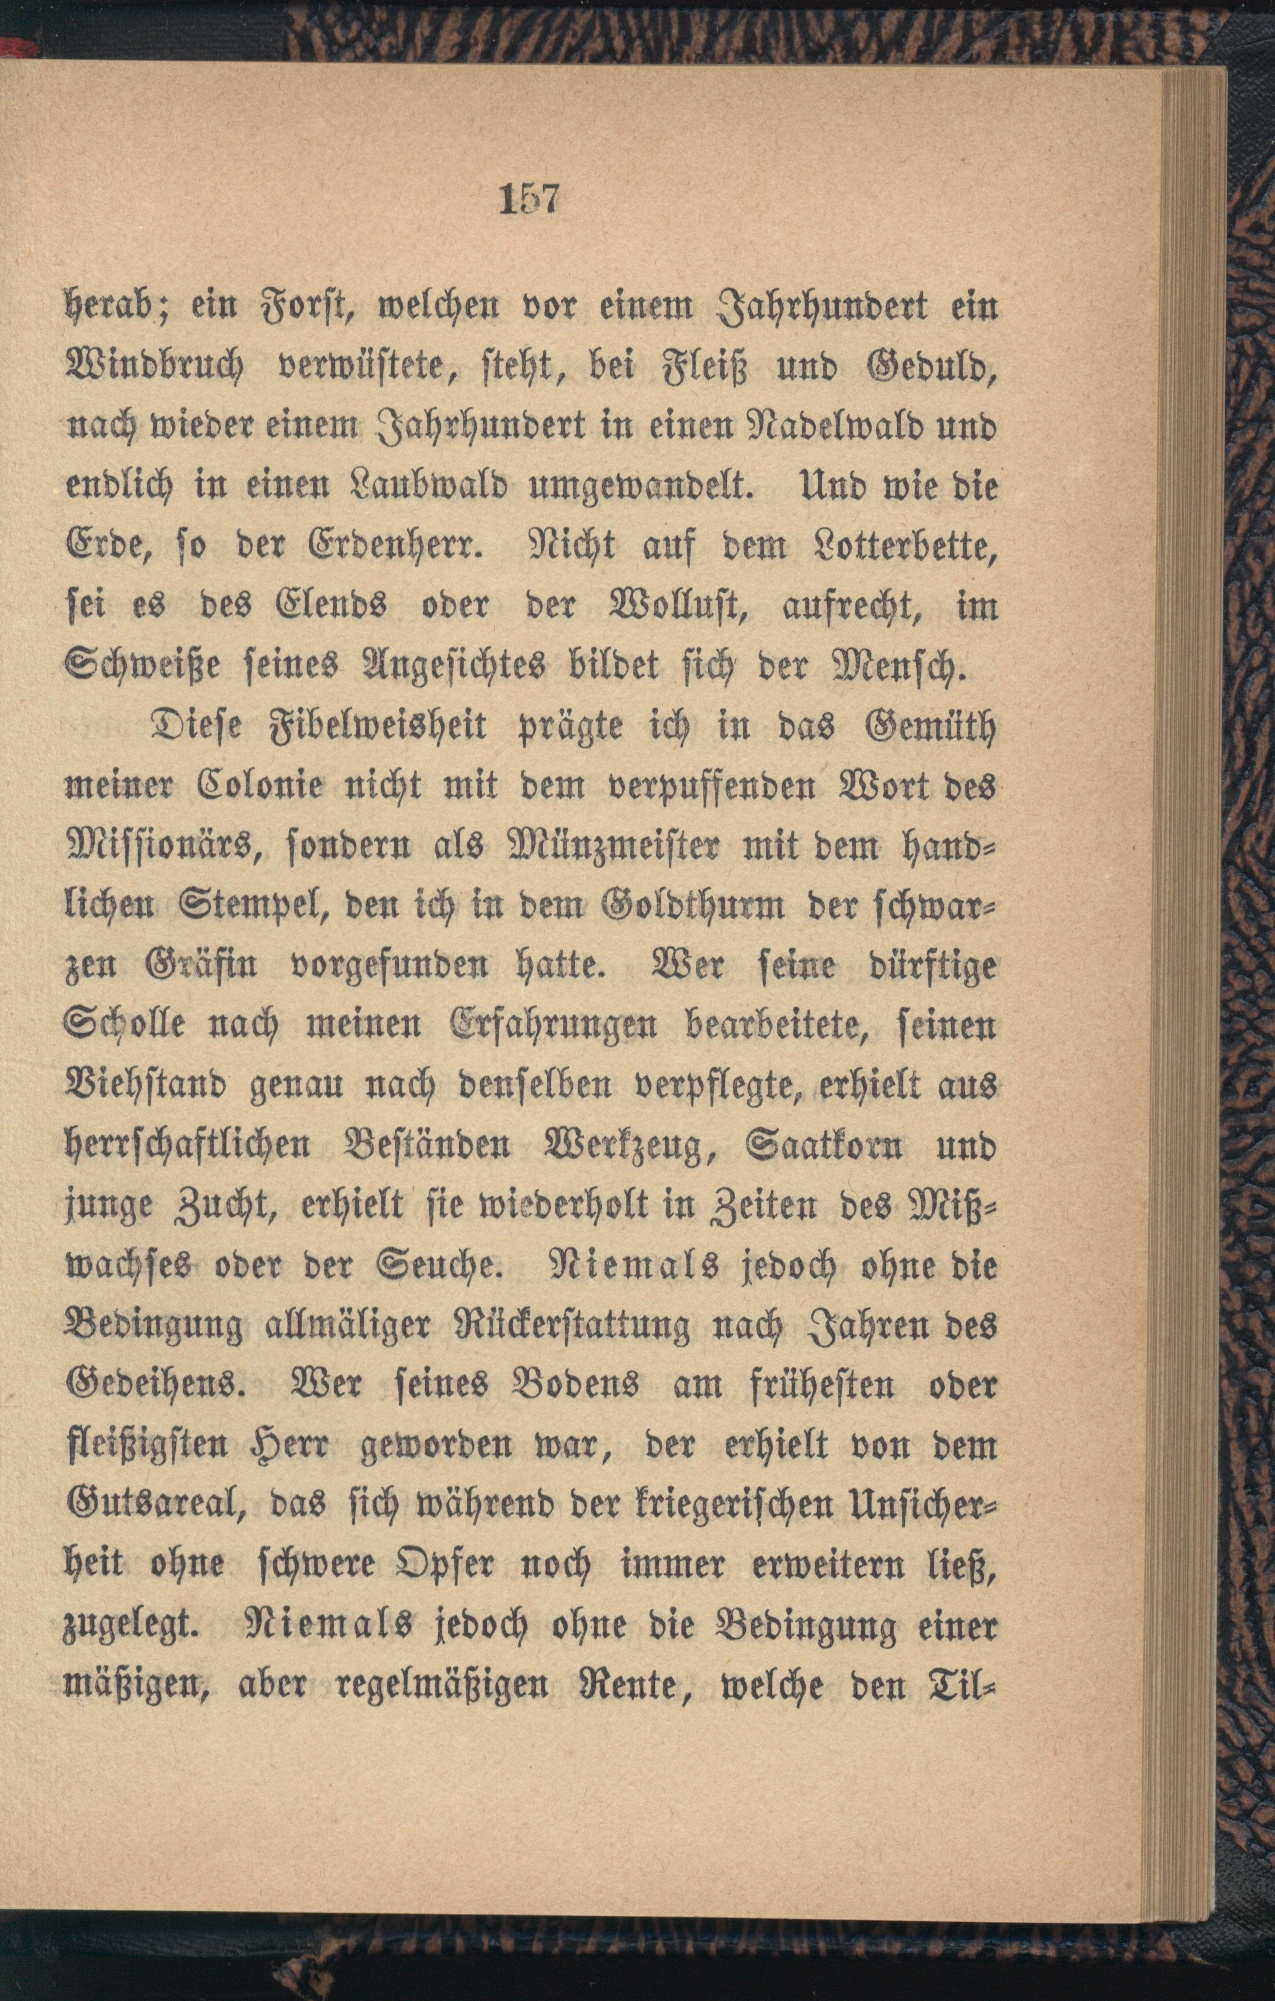 157
herab; ein Forst, welchen vor einem Jahrhundert ein
Windbruch verwüstete, steht, bei Fleiß und Geduld,
nach wieder einem Jahrhundert in einen Nadelwald und
endlich in einen Laubwald umgewandelt. Und wie die
Erde, so der Erdenherr. Nicht auf dem Lotterbette,
sei es des Elends oder der Wollust, aufrecht, im
Schweiße seines Angesichtes bildet sich der Mensch.
Diese Fibelweisheit prägte ich in das Gemüth
meiner Colonie nicht mit dem verpuffenden Wort des
Missionärs, sondern als Münzmeister mit dem hand-
lichen Stempel, den ich in dem Goldthurm der schwar-
zen Gräfin vorgefunden hatte. Wer seine dürftige
Scholle nach meinen Erfahrungen bearbeitete, seinen
Viehstand genau nach denselben verpflegte, erhielt aus
herrschaftlichen Beständen Werkzeug, Saatkorn und
junge Zucht, erhielt sie wiederholt in Zeiten des Miß-
wachses oder der Seuche. Niemals jedoch ohne die
Bedingung allmäliger Rückerstattung nach Jahren des
Gedeihens. Wer seines Bodens am frühesten oder
fleißigsten Herr geworden war, der erhielt von dem
Gutsareal, das sich während der kriegerischen Unsicher-
heit ohne schwere Opfer noch immer erweitern ließ,
zugelegt. Niemals jedoch ohne die Bedingung einer
mäßigen, aber regelmäßigen Rente, welche den Til-